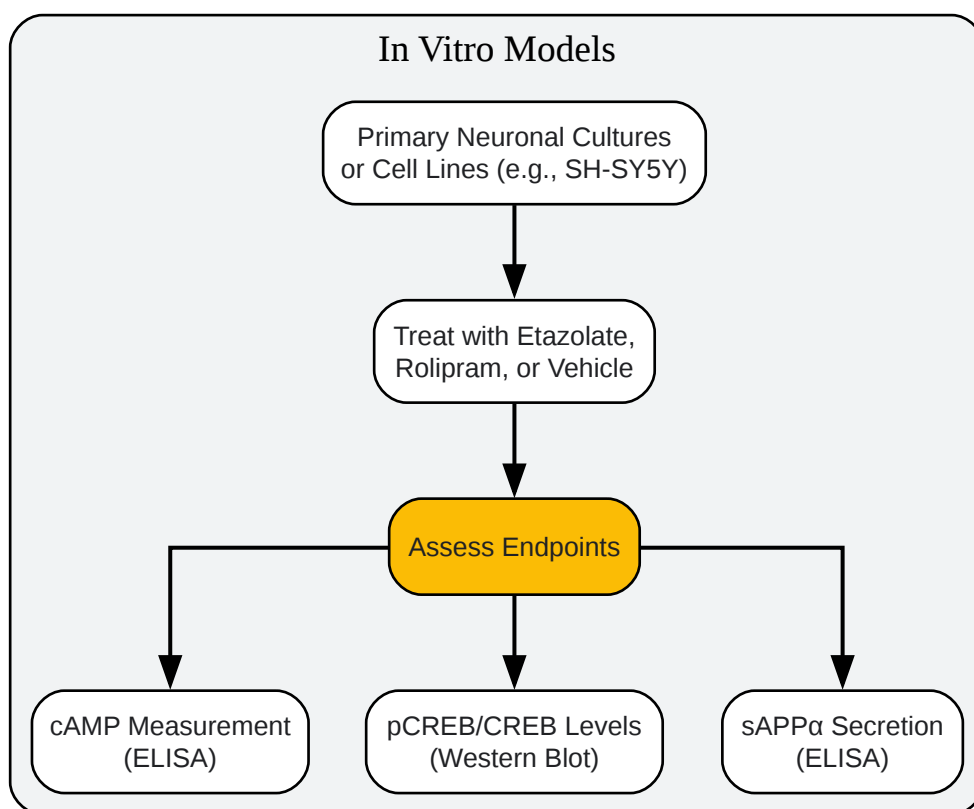 In Vitro Models
Primary Neuronal Cultures
or Cell Lines (e.g., SH-SY5Y)
Treat with Etazolate,
Rolipram, or Vehicle
Assess Endpoints
cAMP Measurement
(ELISA)
pCREB/CREB Levels
(Western Blot)
sAPPα Secretion
(ELISA)